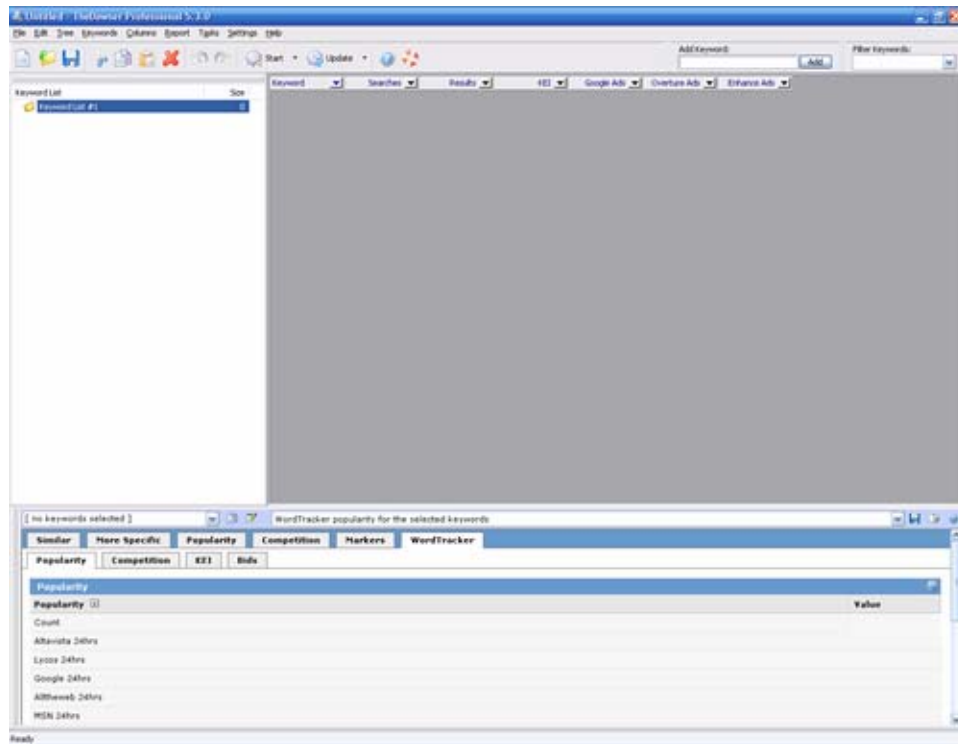 Untitled - TheDowser Professional 5.3.0
File Edit Tree Keywords Columns Export Tasks Settings Help
Start Update
Add Keyword:
Add
Filter Keywords:
Keyword List Size
Keyword List #1 0
Keyword Searches Results KEI Google Ads Overture Ads Enhance Ads
[ no keywords selected ] WordTracker popularity for the selected keywords
Similar More Specific Popularity Competition Markers WordTracker
Popularity Competition KEI Bids
Popularity
Popularity Value
Count
Altavista 24hrs
Lycos 24hrs
Google 24hrs
Alltheweb 24hrs
MSN 24hrs
Ready